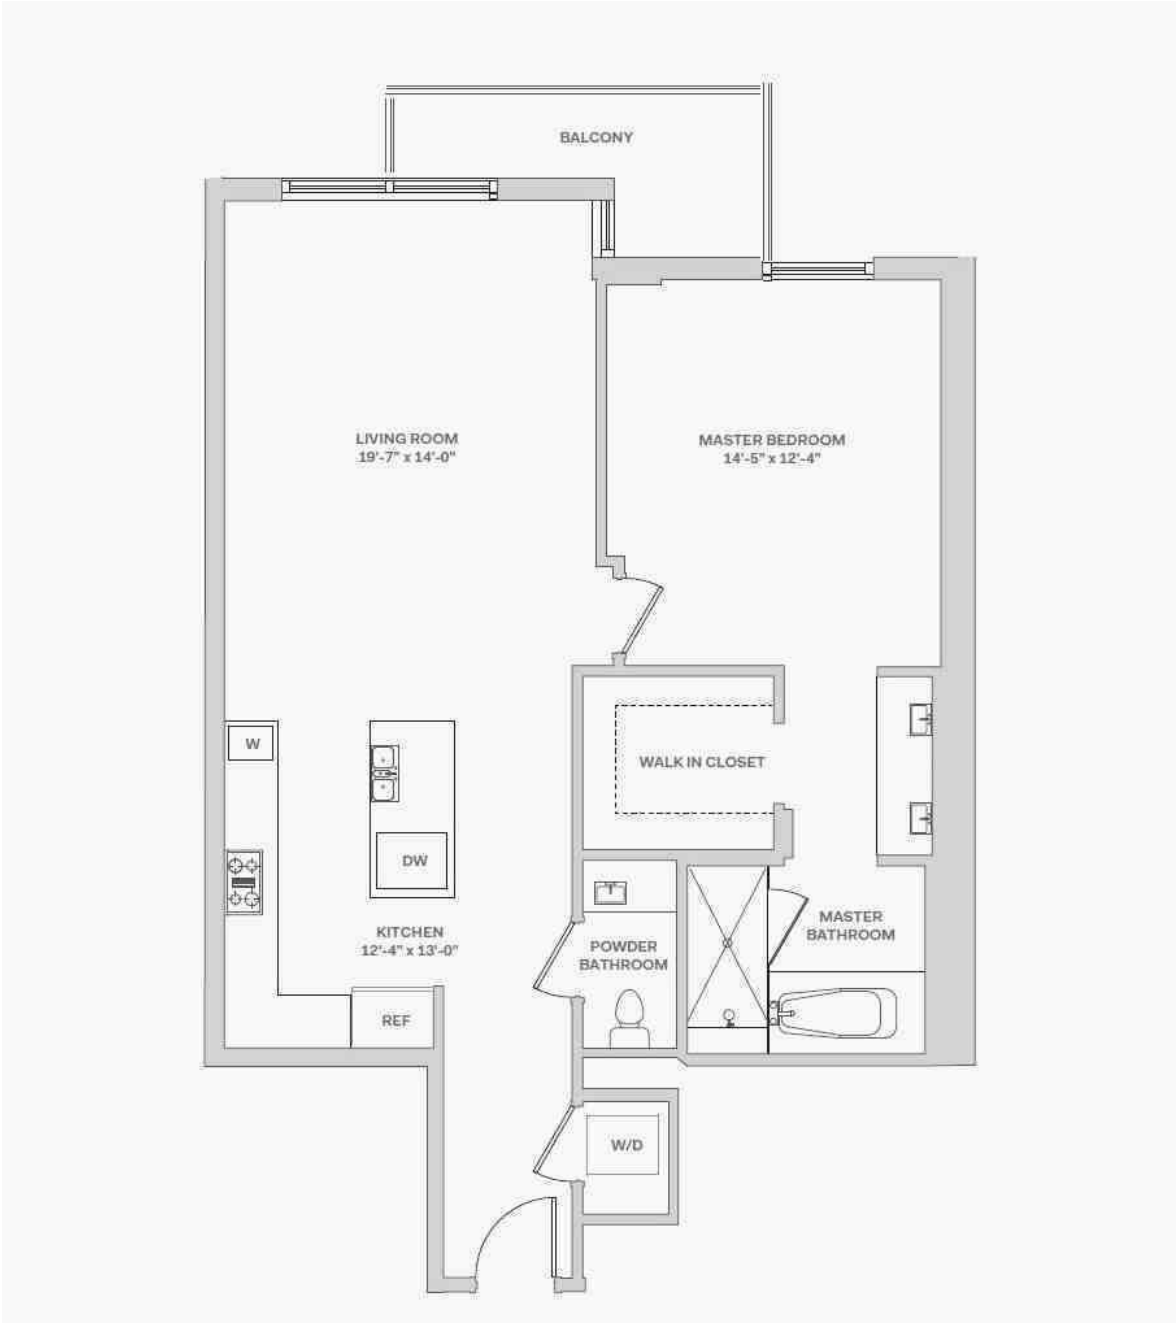 BALCONY
LIVING ROOM
19'-7" x 14'-0"
MASTER BEDROOM
14'-5" x 12'-4"
W
WALK IN CLOSET
DW
KITCHEN
12'-4" x 13'-0"
MASTER
BATHROOM
POWDER
BATHROOM
REF
W/D